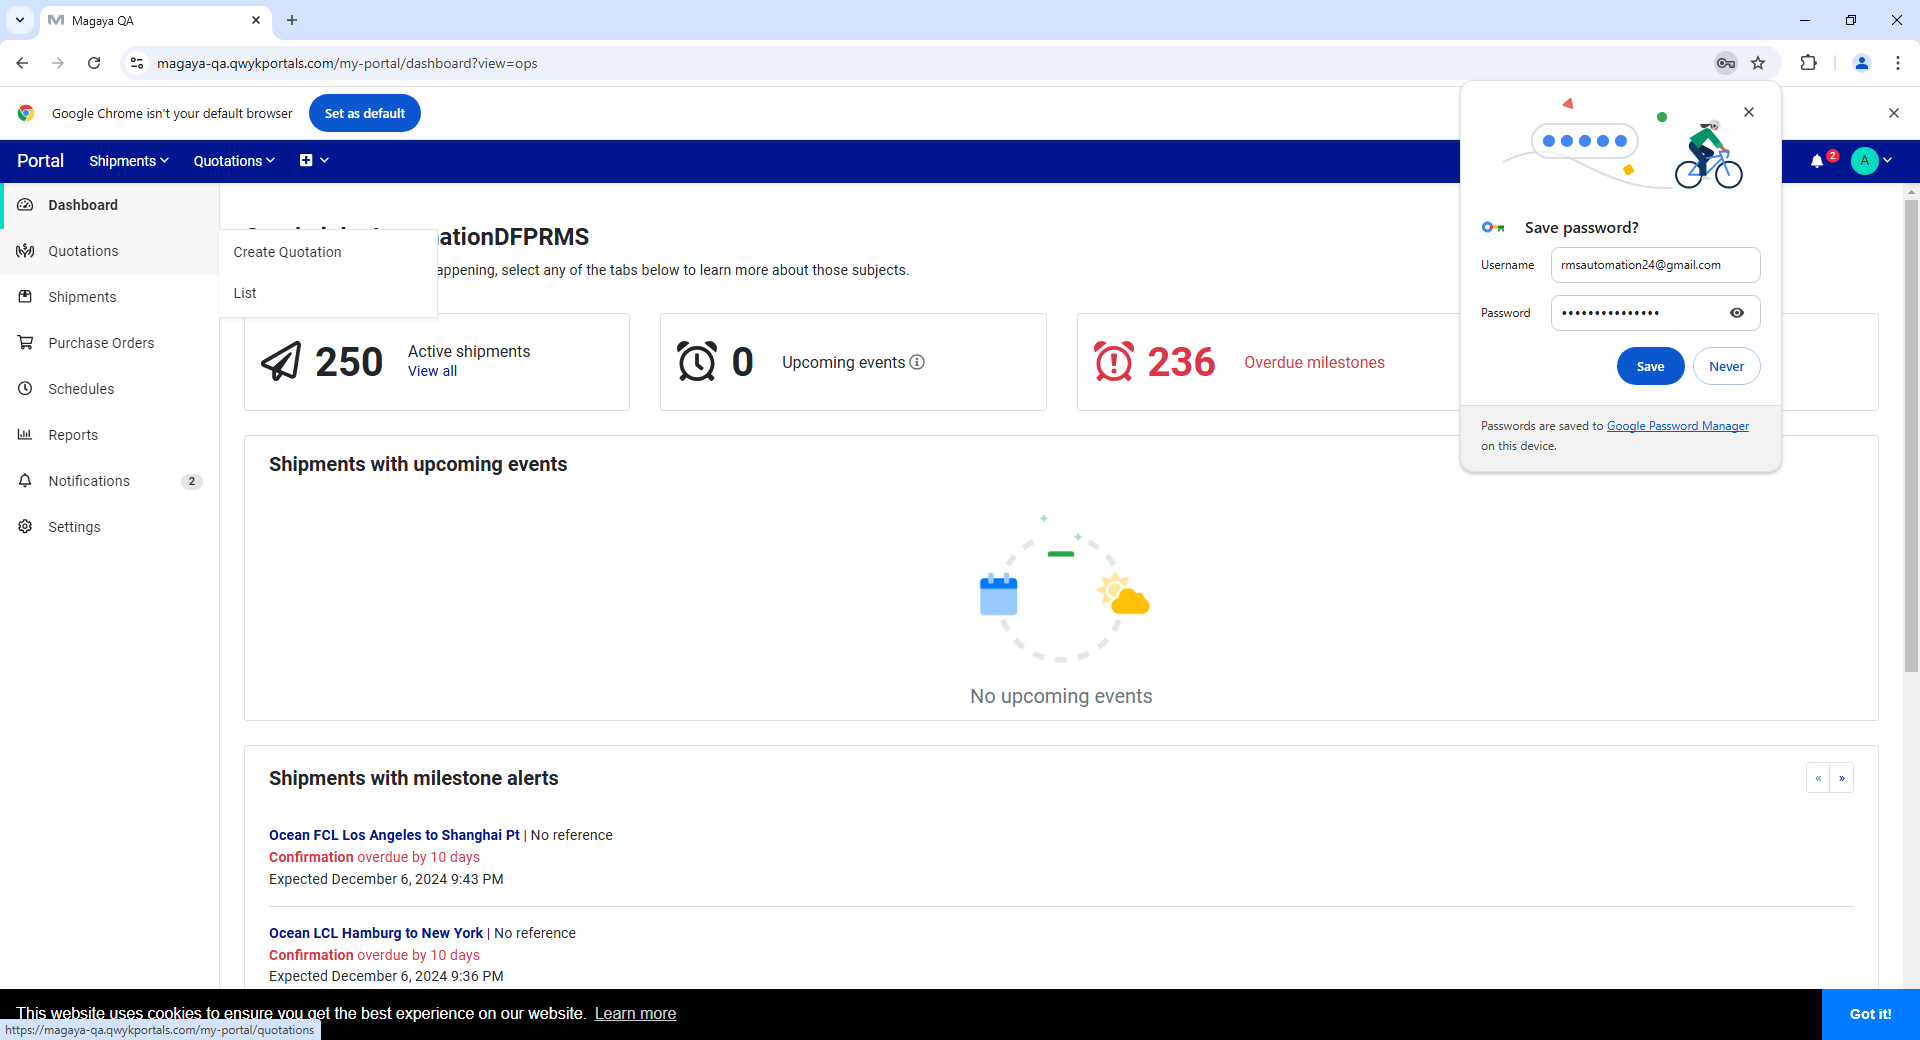 Magaya QA
magaya-qa.qwykportals.com/my-portal/dashboard?view=ops
Google Chrome isn't your default browser
Set as default
Portal
Shipments
Quotations
2
A
Dashboard
Quotations
Shipments
Purchase Orders
Schedules
Reports
Notifications
2
Settings
Create Quotation
List
ationDFPRMS
appening, select any of the tabs below to learn more about those subjects.
250
Active shipments
View all
0
Upcoming events
236
Overdue milestones
Save password?
Username
rmsautomation24@gmail.com
Password
•••••••••••••••
Save
Never
Passwords are saved to Google Password Manager
on this device.
Shipments with upcoming events
No upcoming events
Shipments with milestone alerts
«
»
Ocean FCL Los Angeles to Shanghai Pt | No reference
Confirmation overdue by 10 days
Expected December 6, 2024 9:43 PM
Ocean LCL Hamburg to New York | No reference
Confirmation overdue by 10 days
Expected December 6, 2024 9:36 PM
This website uses cookies to ensure you get the best experience on our website. Learn more
Got it!
https://magaya-qa.qwykportals.com/my-portal/quotations